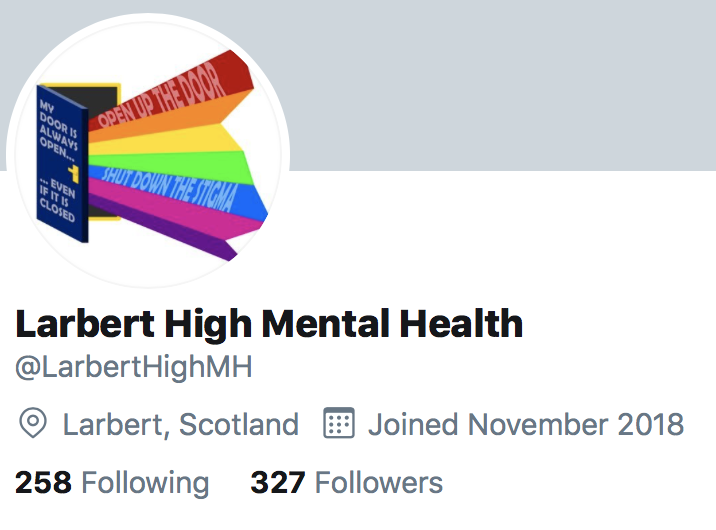 OPEN UP THE DOOR
MY
DOOR IS
ALWAYS
OPEN...
... EVEN
IF IT IS
CLOSED
SHUT DOWN THE STIGMA
Larbert High Mental Health
@LarbertHighMH
Larbert, Scotland Joined November 2018
258 Following 327 Followers